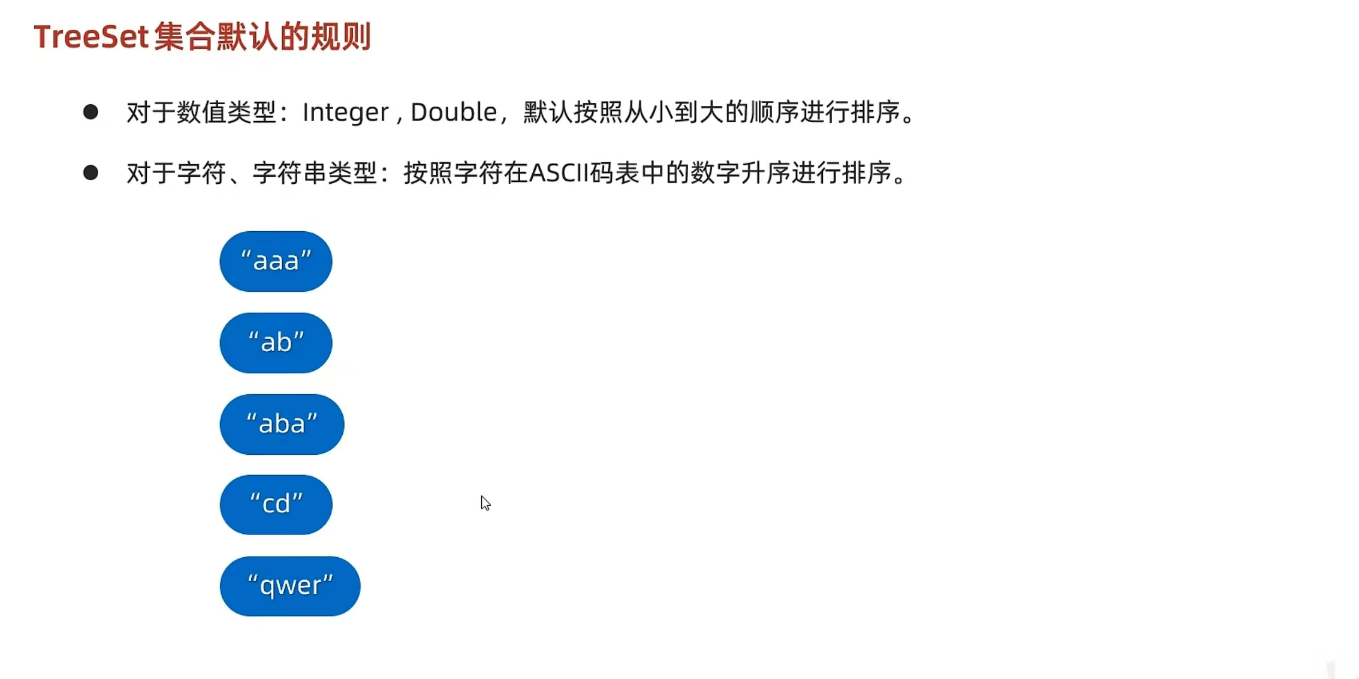 TreeSet集合默认的规则
● 对于数值类型：Integer , Double，默认按照从小到大的顺序进行排序。
● 对于字符、字符串类型：按照字符在ASCII码表中的数字升序进行排序。
“aaa”
“ab”
“aba”
“cd”
“qwer”